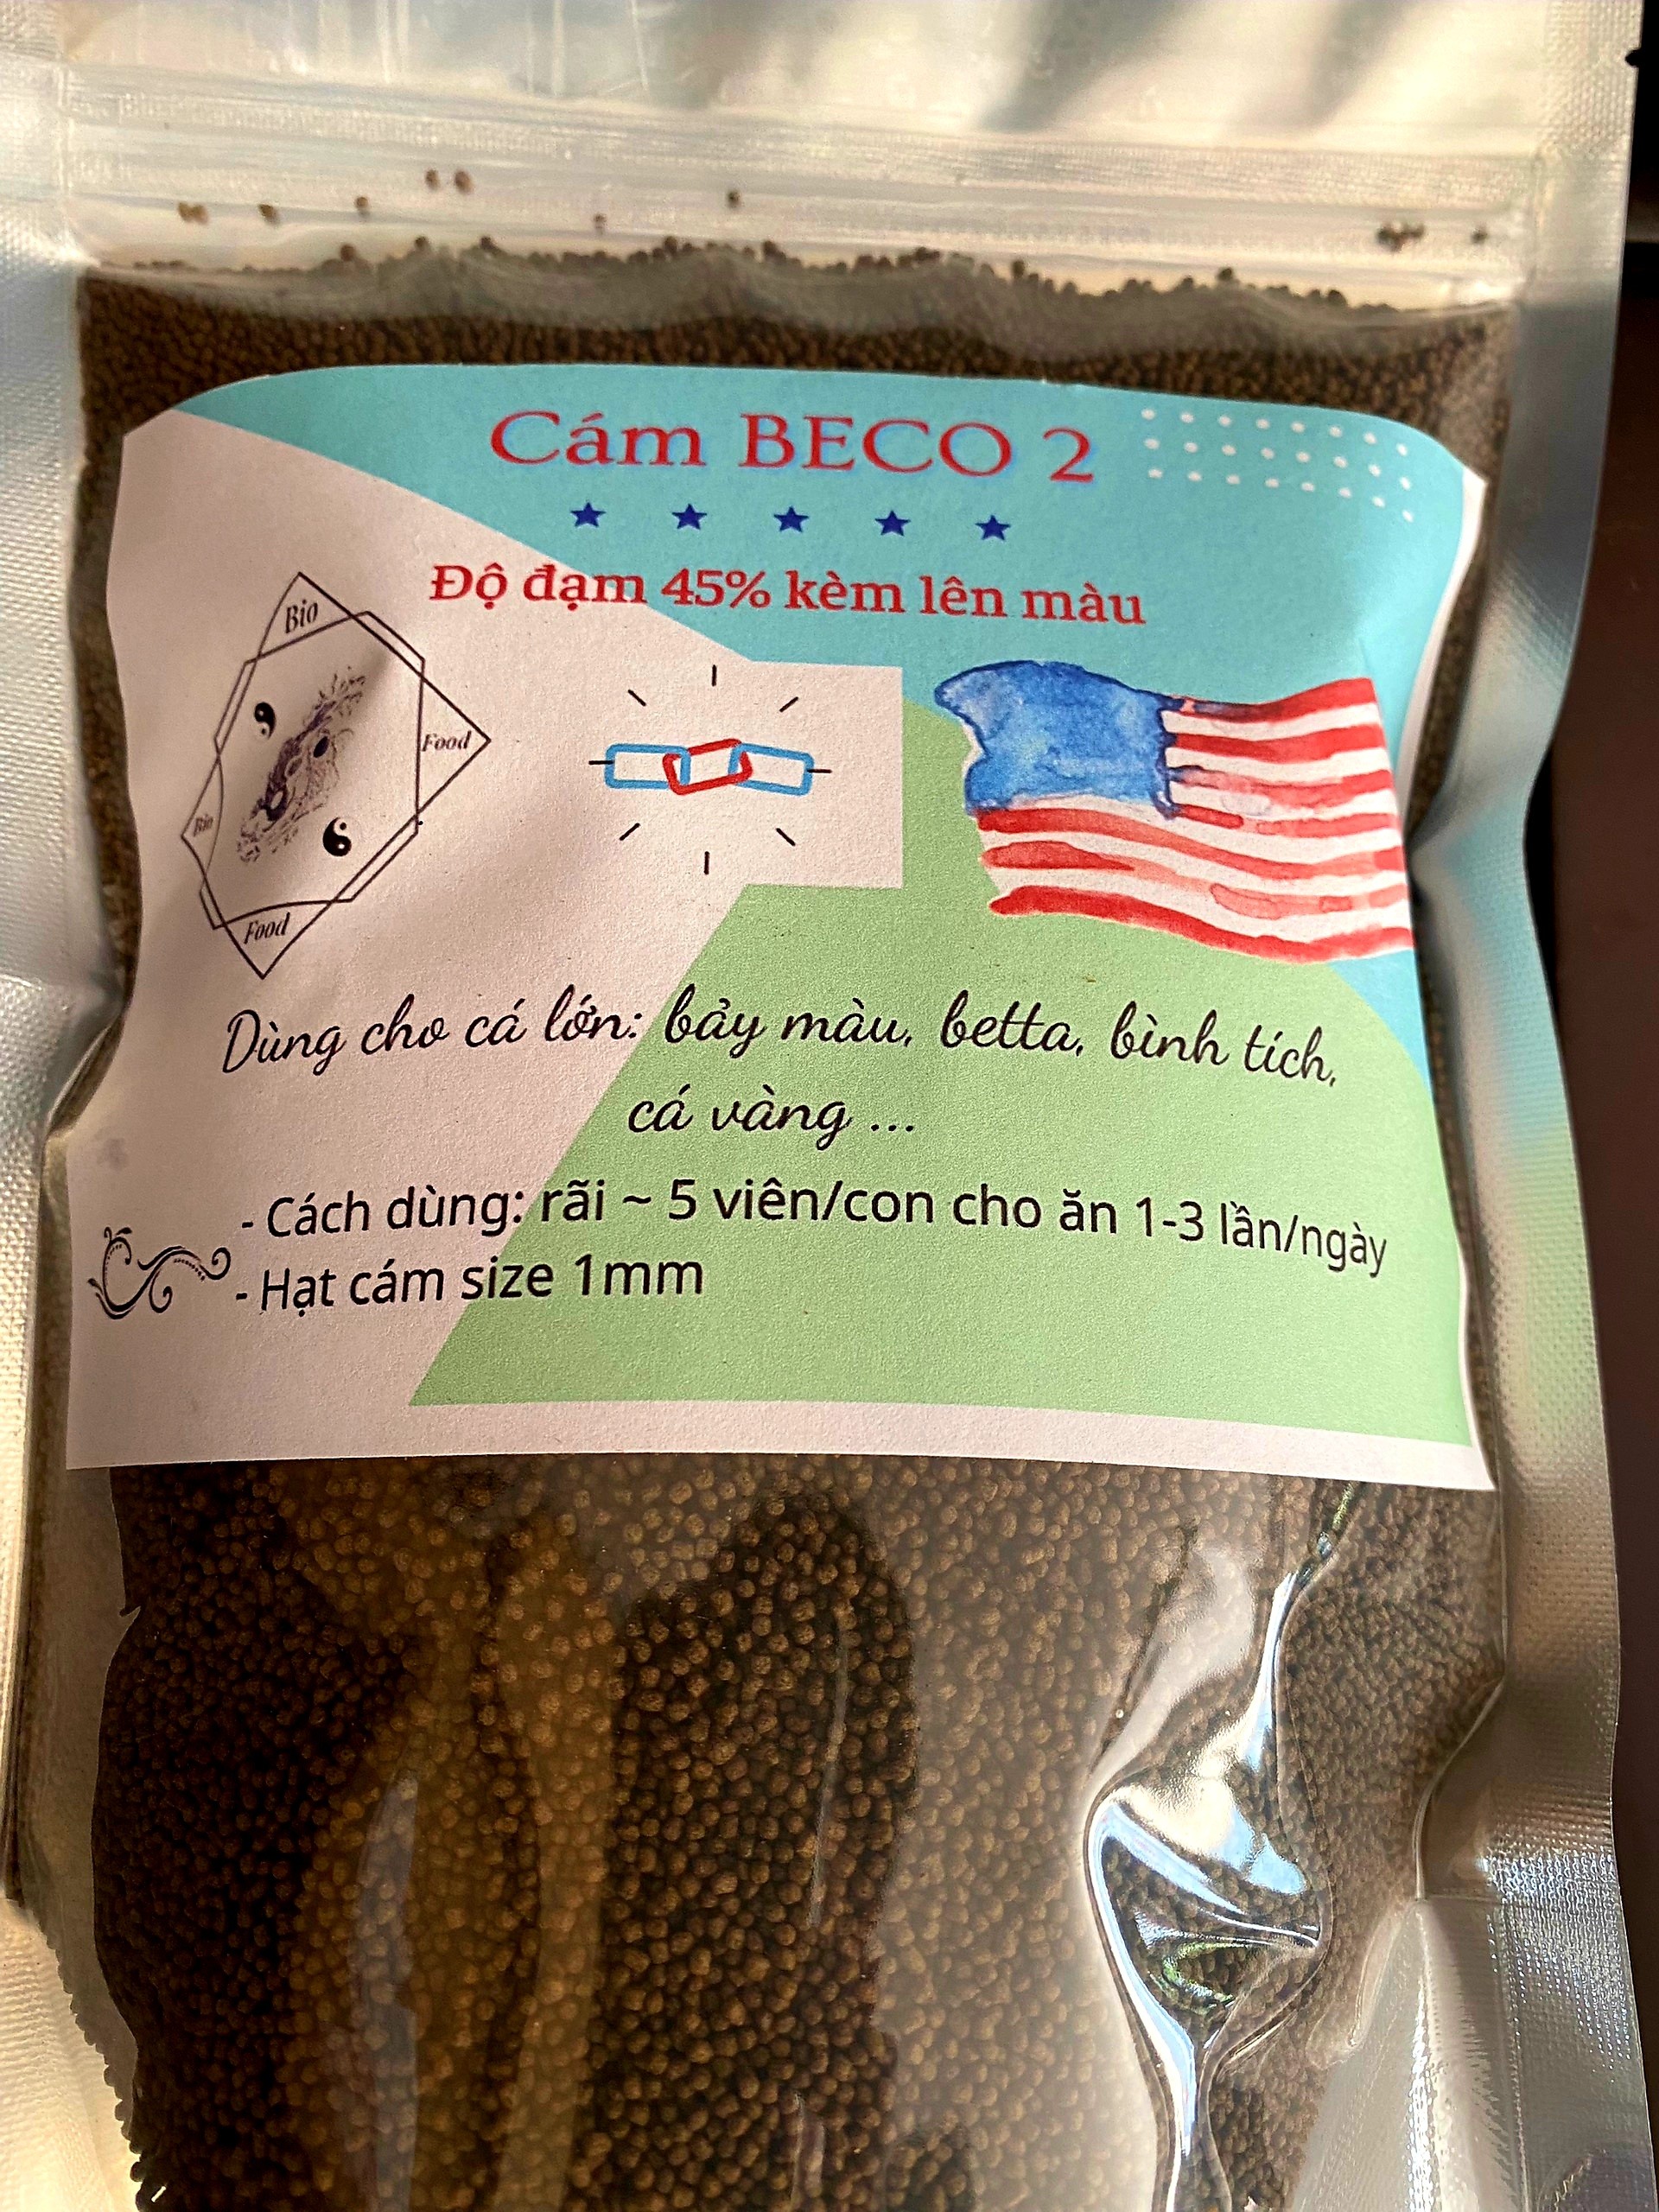 Cám BECO 2
Độ đạm 45% kèm lên màu
Bio
Food
Bio
Food
Dùng cho cá lớn: bảy màu, betta, bình tích,
cá vàng ...
- Cách dùng: rãi ~ 5 viên/con cho ăn 1-3 lần/ngày
- Hạt cám size 1mm